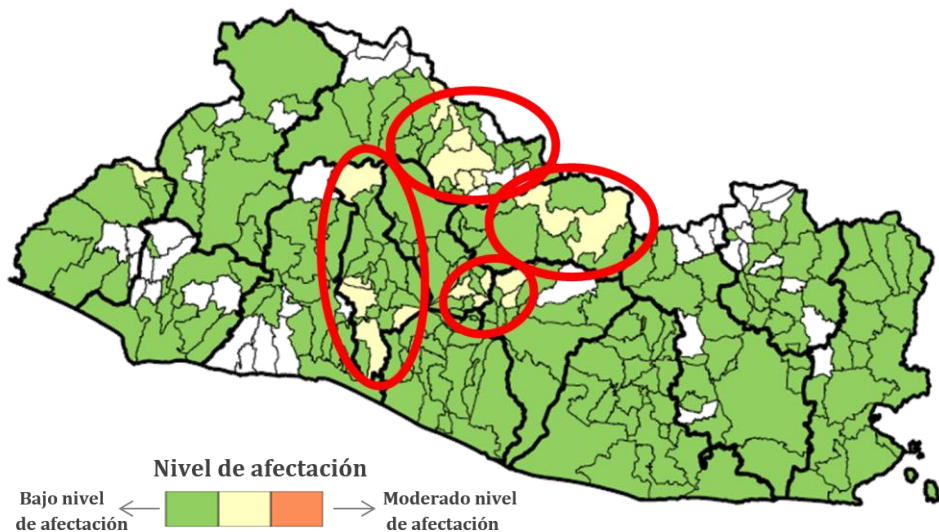 Nivel de afectación
Bajo nivel
de afectación
Moderado nivel
de afectación